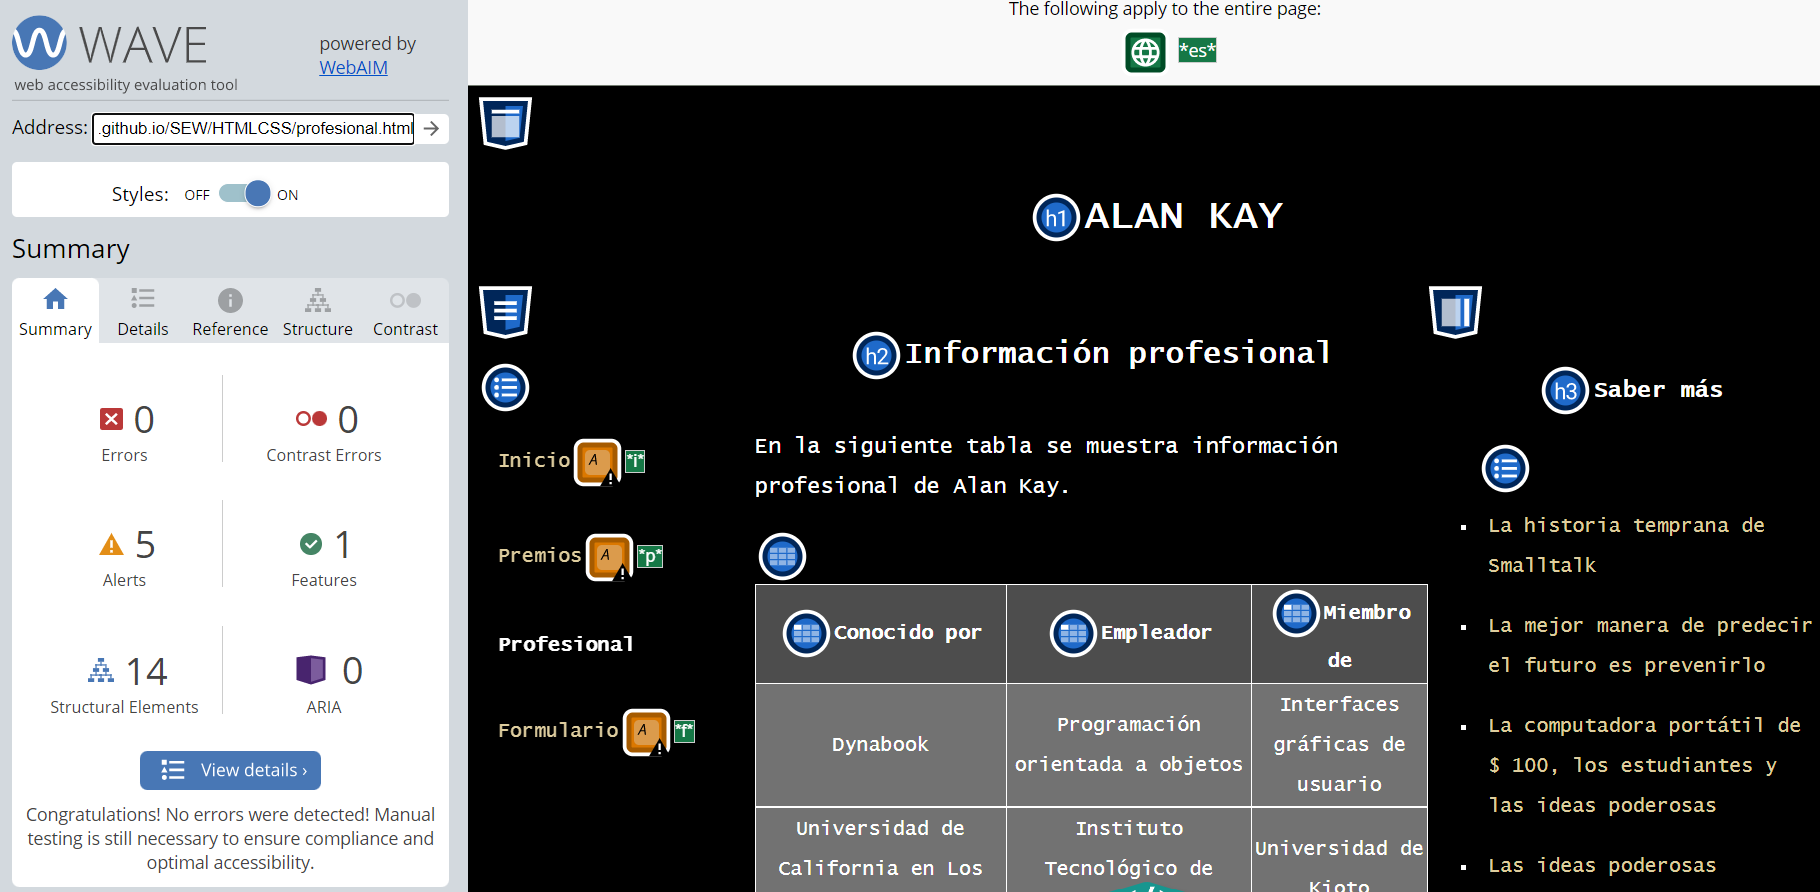 WAVE
web accessibility evaluation tool
powered by
WebAIM
Address: .github.io/SEW/HTMLCSS/profesional.html
Styles: OFF ON
Summary
Summary Details Reference Structure Contrast
0
Errors
0
Contrast Errors
5
Alerts
1
Features
14
Structural Elements
0
ARIA
View details ›
Congratulations! No errors were detected! Manual
testing is still necessary to ensure compliance and
optimal accessibility.
The following apply to the entire page:
*es*
h1 ALAN KAY
Inicio A *i*
Premios A *p*
Profesional
Formulario A *f*
h2 Información profesional
En la siguiente tabla se muestra información
profesional de Alan Kay.
Conocido por
Empleador
Miembro
de
Dynabook
Programación
orientada a objetos
Interfaces
gráficas de
usuario
Universidad de
California en Los
Instituto
Tecnológico de
Universidad de
Kioto
h3 Saber más
La historia temprana de
Smalltalk
La mejor manera de predecir
el futuro es prevenirlo
La computadora portátil de
$ 100, los estudiantes y
las ideas poderosas
Las ideas poderosas